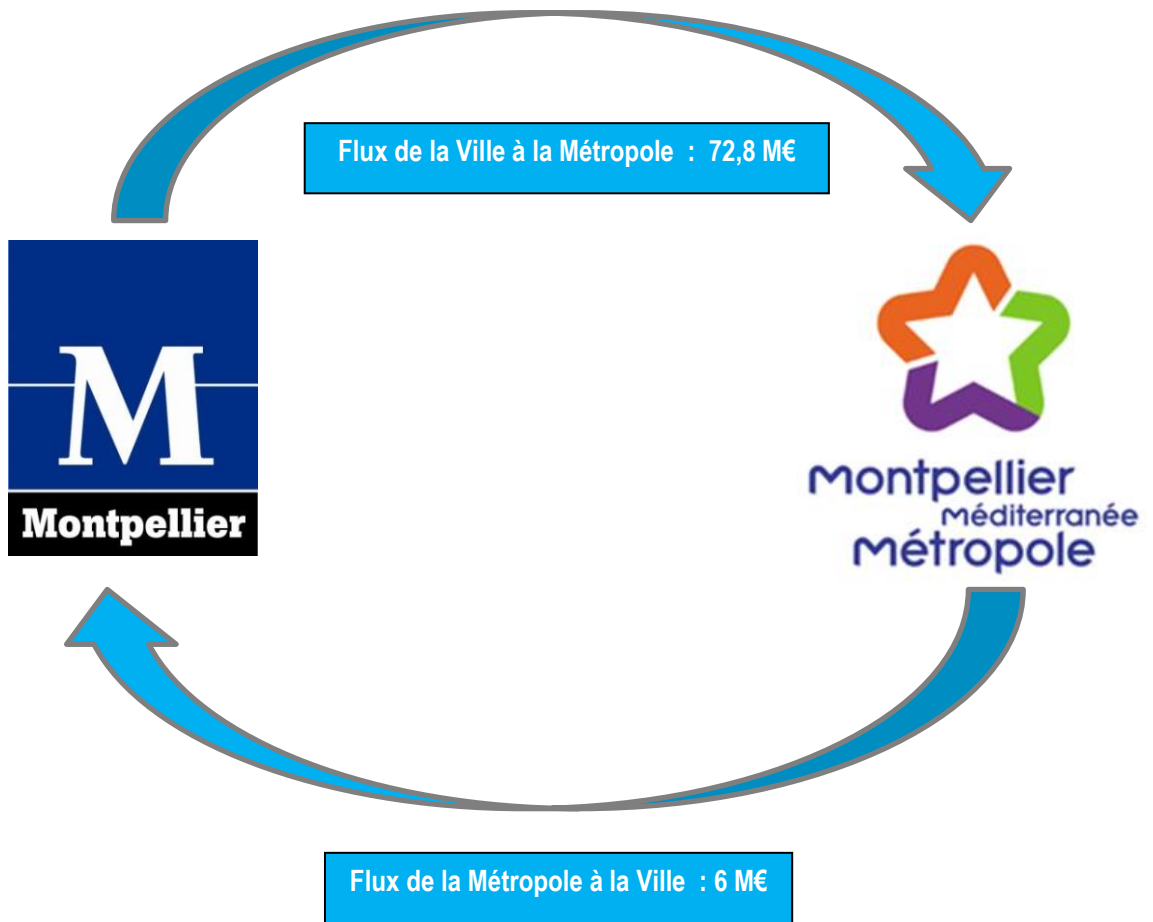 Flux de la Ville à la Métropole : 72,8 M€
M
Montpellier
montpellier
méditerranée
métropole
Flux de la Métropole à la Ville : 6 M€